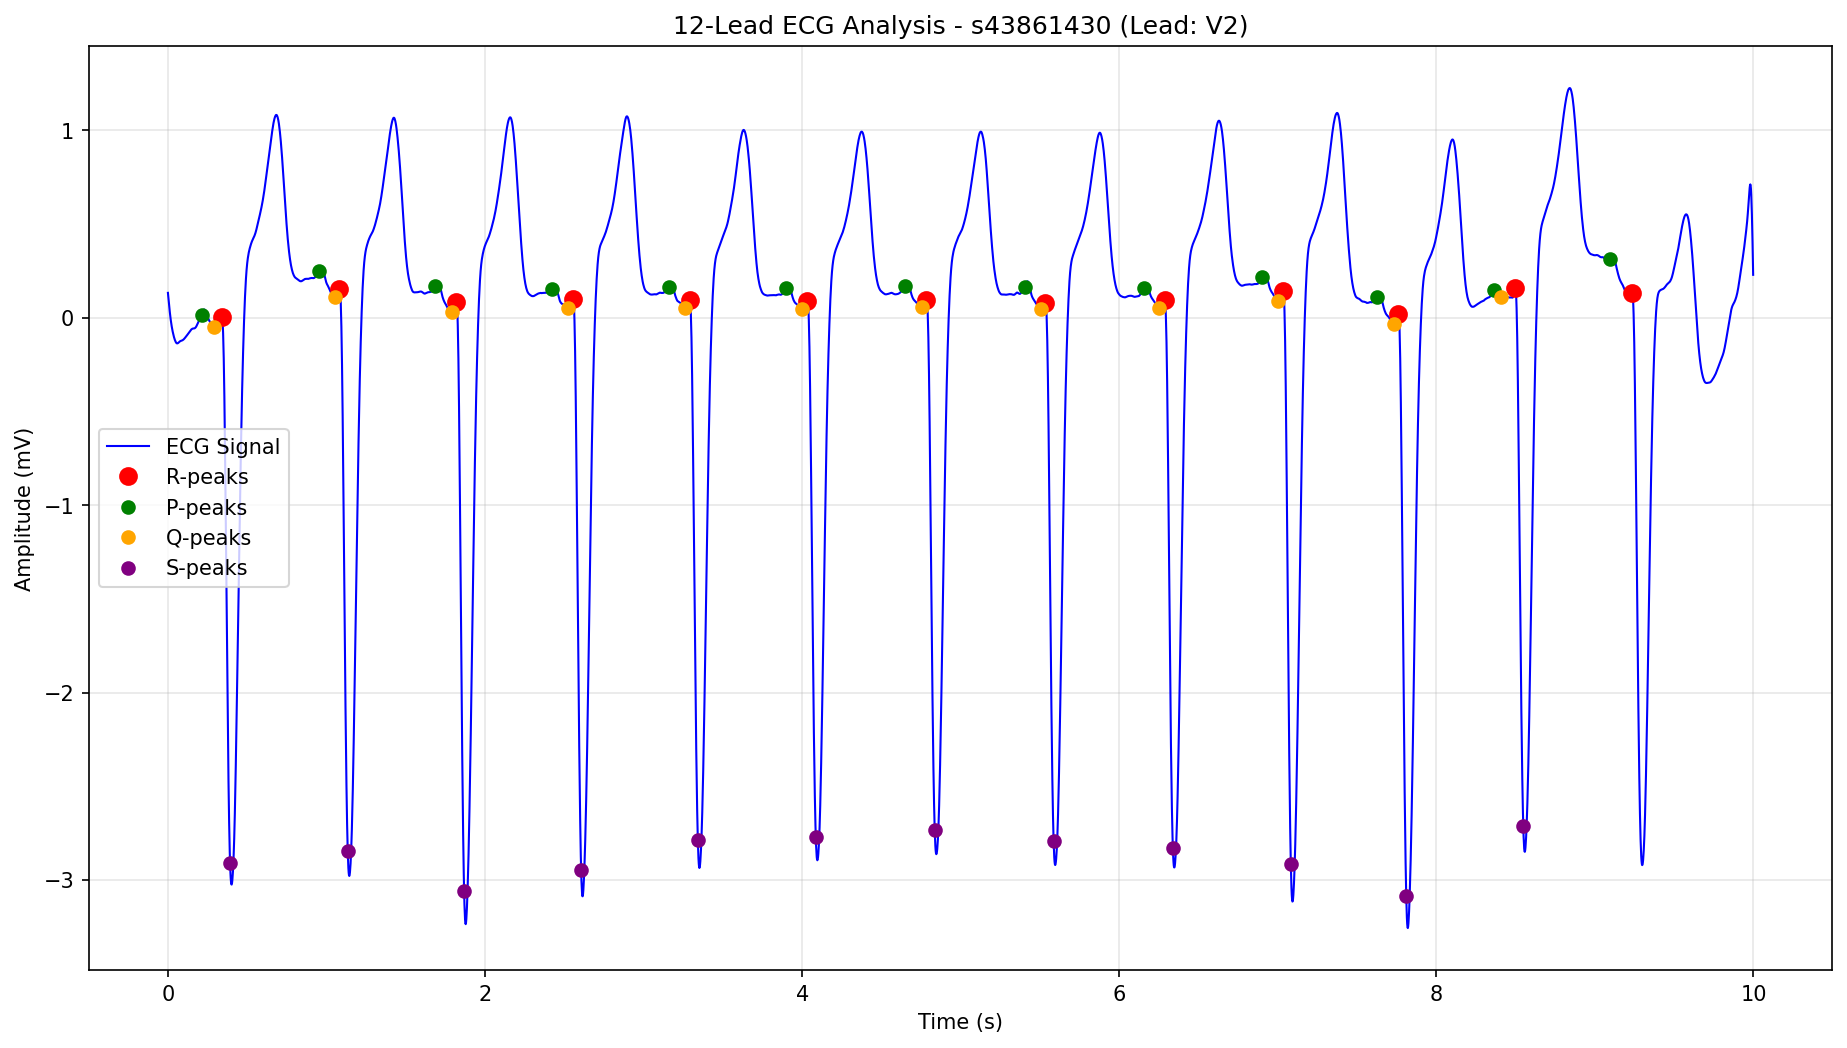 12-Lead ECG Analysis - s43861430 (Lead: V2)
Amplitude (mV)
1
0
−1
−2
−3
ECG Signal
R-peaks
P-peaks
Q-peaks
S-peaks
0 2 4 6 8 10
Time (s)